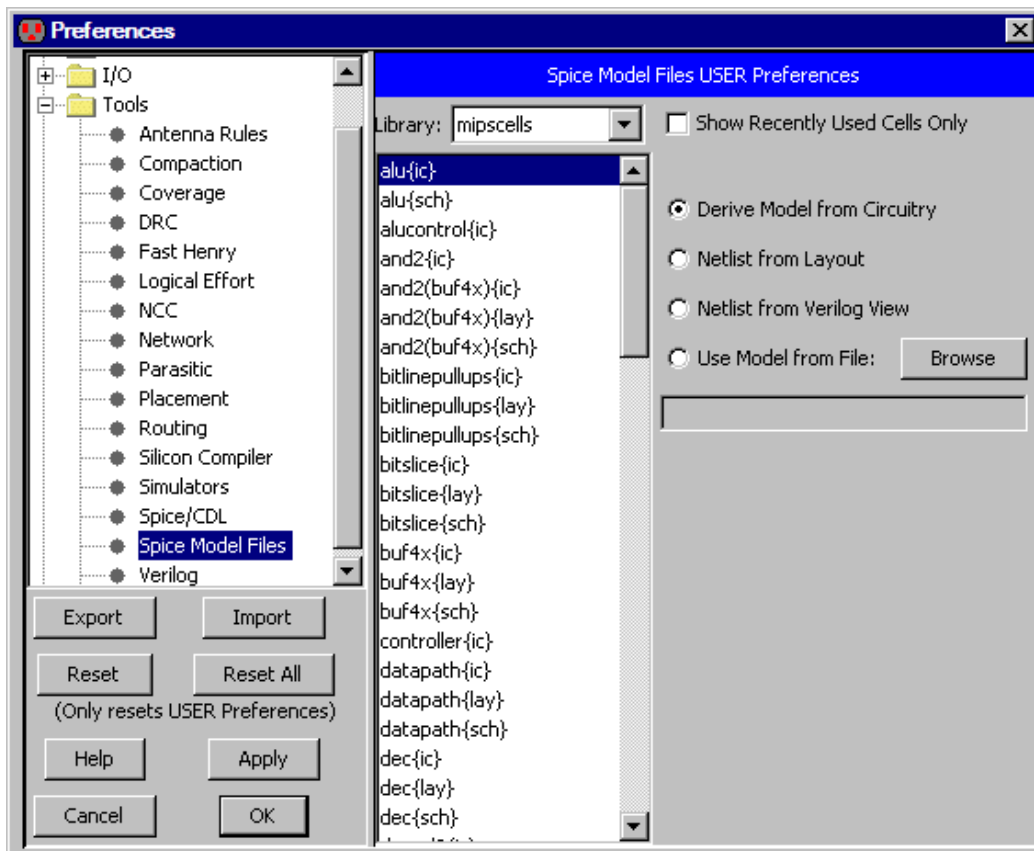 Preferences
I/O
Tools
Antenna Rules
Compaction
Coverage
DRC
Fast Henry
Logical Effort
NCC
Network
Parasitic
Placement
Routing
Silicon Compiler
Simulators
Spice/CDL
Spice Model Files
Verilog
Export
Import
Reset
Reset All
(Only resets USER Preferences)
Help
Apply
Cancel
OK
Spice Model Files USER Preferences
Library: mipscells
alu{ic}
alu{sch}
alucontrol{ic}
and2{ic}
and2(buf4x){ic}
and2(buf4x){lay}
and2(buf4x){sch}
bitlinepullups{ic}
bitlinepullups{lay}
bitlinepullups{sch}
bitslice{ic}
bitslice{lay}
bitslice{sch}
buf4x{ic}
buf4x{lay}
buf4x{sch}
controller{ic}
datapath{ic}
datapath{lay}
datapath{sch}
dec{ic}
dec{lay}
dec{sch}
Show Recently Used Cells Only
Derive Model from Circuitry
Netlist from Layout
Netlist from Verilog View
Use Model from File:
Browse